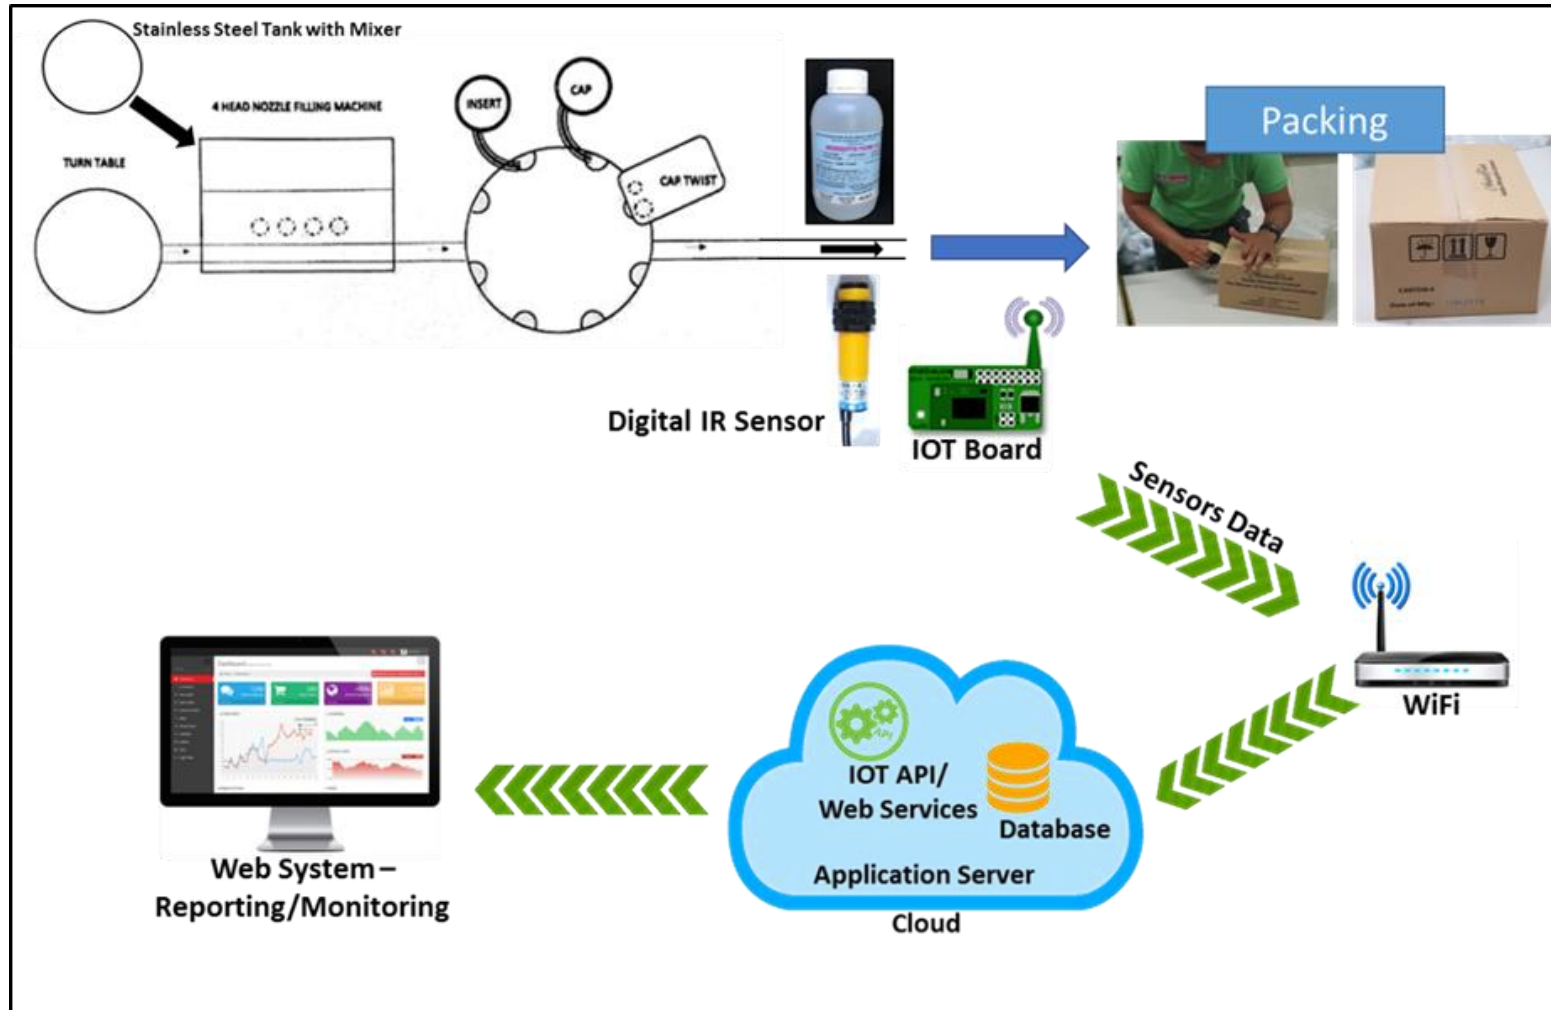 Stainless Steel Tank with Mixer
4 HEAD NOZZLE FILLING MACHINE
INSERT
CAP
TURN TABLE
CAP TWIST
Packing
Digital IR Sensor
IOT Board
Sensors Data
WiFi
API
IOT API/
Web Services
Database
Application Server
Cloud
Web System –
Reporting/Monitoring